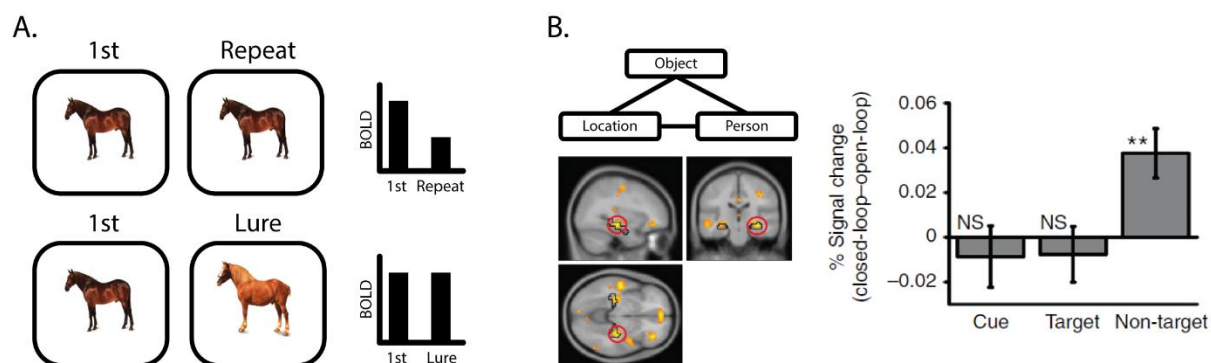 A.
1st Repeat
BOLD
1st Repeat
1st Lure
BOLD
1st Lure
B.
Object
Location Person
% Signal change
(closed-loop–open-loop)
0.06
0.04
0.02
0
−0.02
NS NS **
Cue Target Non-target